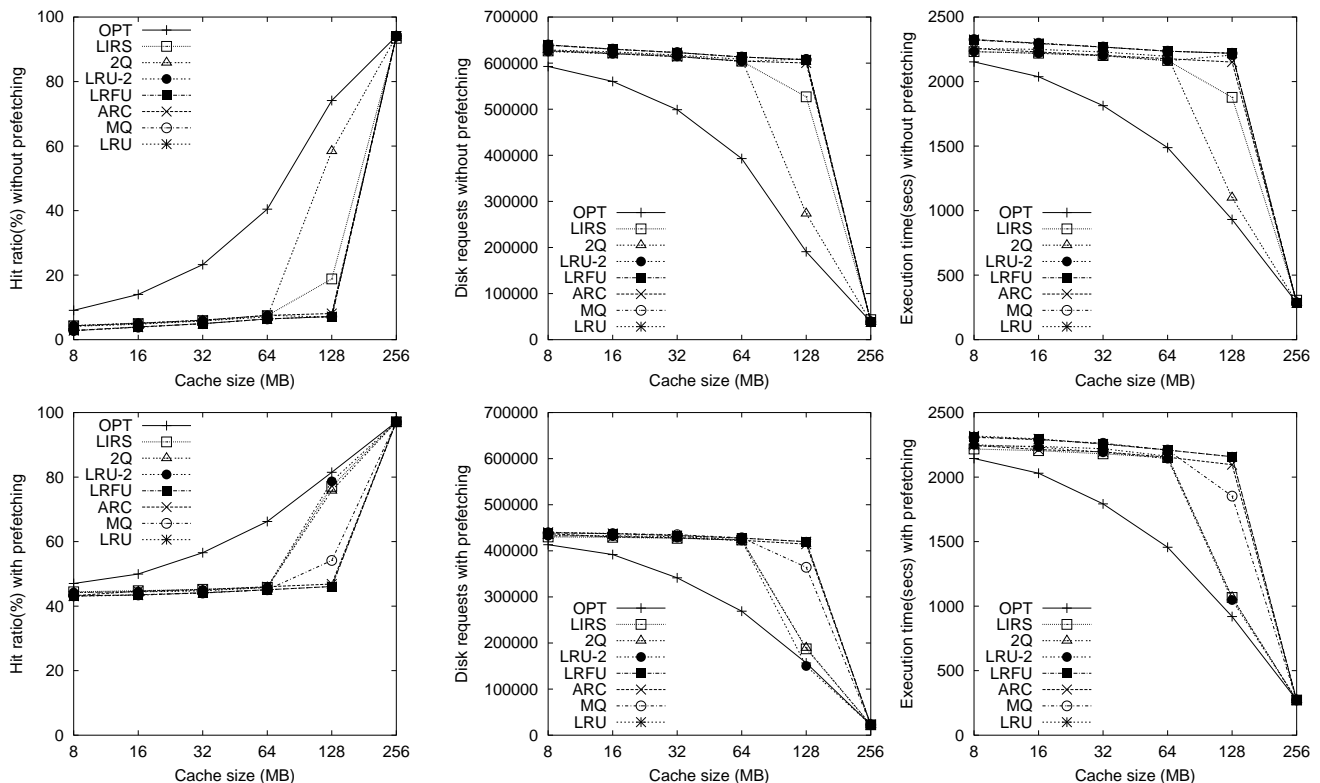 Hit ratio(%) without prefetching
100
80
60
40
20
0
OPT
LIRS
2Q
LRU-2
LRFU
ARC
MQ
LRU
8 16 32 64 128 256
Cache size (MB)
Disk requests without prefetching
700000
600000
500000
400000
300000
200000
100000
0
OPT
LIRS
2Q
LRU-2
LRFU
ARC
MQ
LRU
8 16 32 64 128 256
Cache size (MB)
Execution time(secs) without prefetching
2500
2000
1500
1000
500
0
OPT
LIRS
2Q
LRU-2
LRFU
ARC
MQ
LRU
8 16 32 64 128 256
Cache size (MB)
Hit ratio(%) with prefetching
100
80
60
40
20
0
OPT
LIRS
2Q
LRU-2
LRFU
ARC
MQ
LRU
8 16 32 64 128 256
Cache size (MB)
Disk requests with prefetching
700000
600000
500000
400000
300000
200000
100000
0
OPT
LIRS
2Q
LRU-2
LRFU
ARC
MQ
LRU
8 16 32 64 128 256
Cache size (MB)
Execution time(secs) with prefetching
2500
2000
1500
1000
500
0
OPT
LIRS
2Q
LRU-2
LRFU
ARC
MQ
LRU
8 16 32 64 128 256
Cache size (MB)